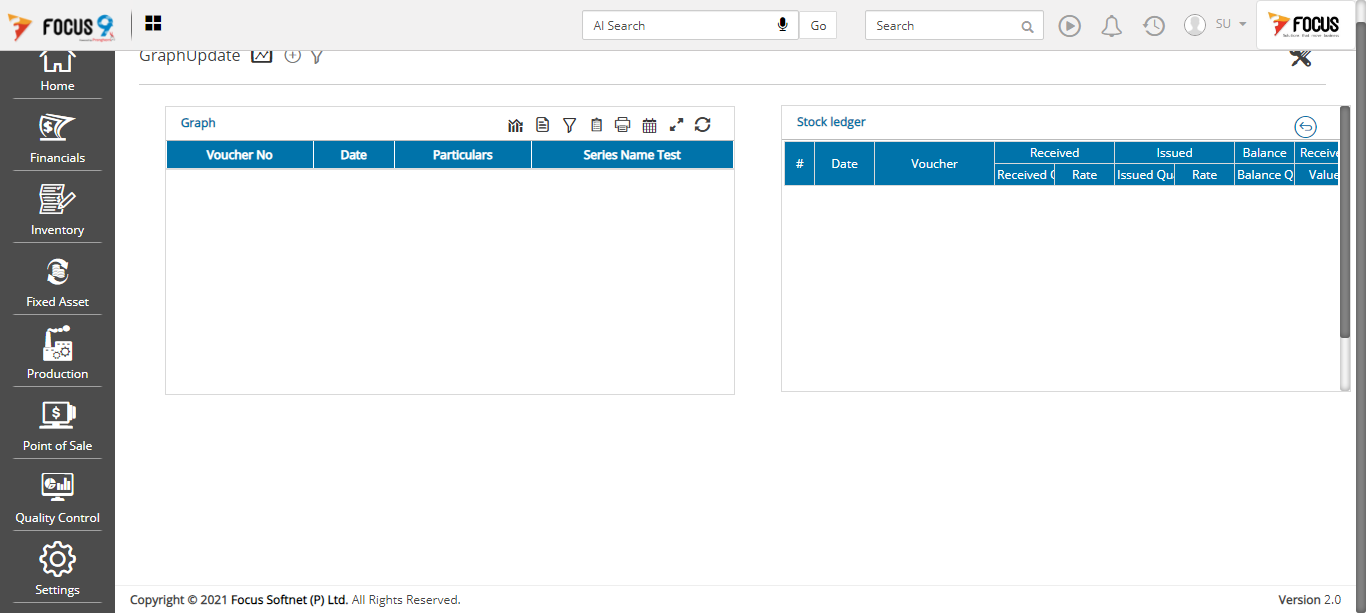 FOCUS 9
AI Search
Go
Search
SU
FOCUS
GraphUpdate
Home
Financials
Inventory
Fixed Asset
Production
Point of Sale
Quality Control
Settings
Graph
Voucher No Date Particulars Series Name Test
Stock ledger
# Date Voucher Received Issued Balance Receive
Received Q Rate Issued Qu Rate Balance Q Value
Copyright © 2021 Focus Softnet (P) Ltd. All Rights Reserved.
Version 2.0